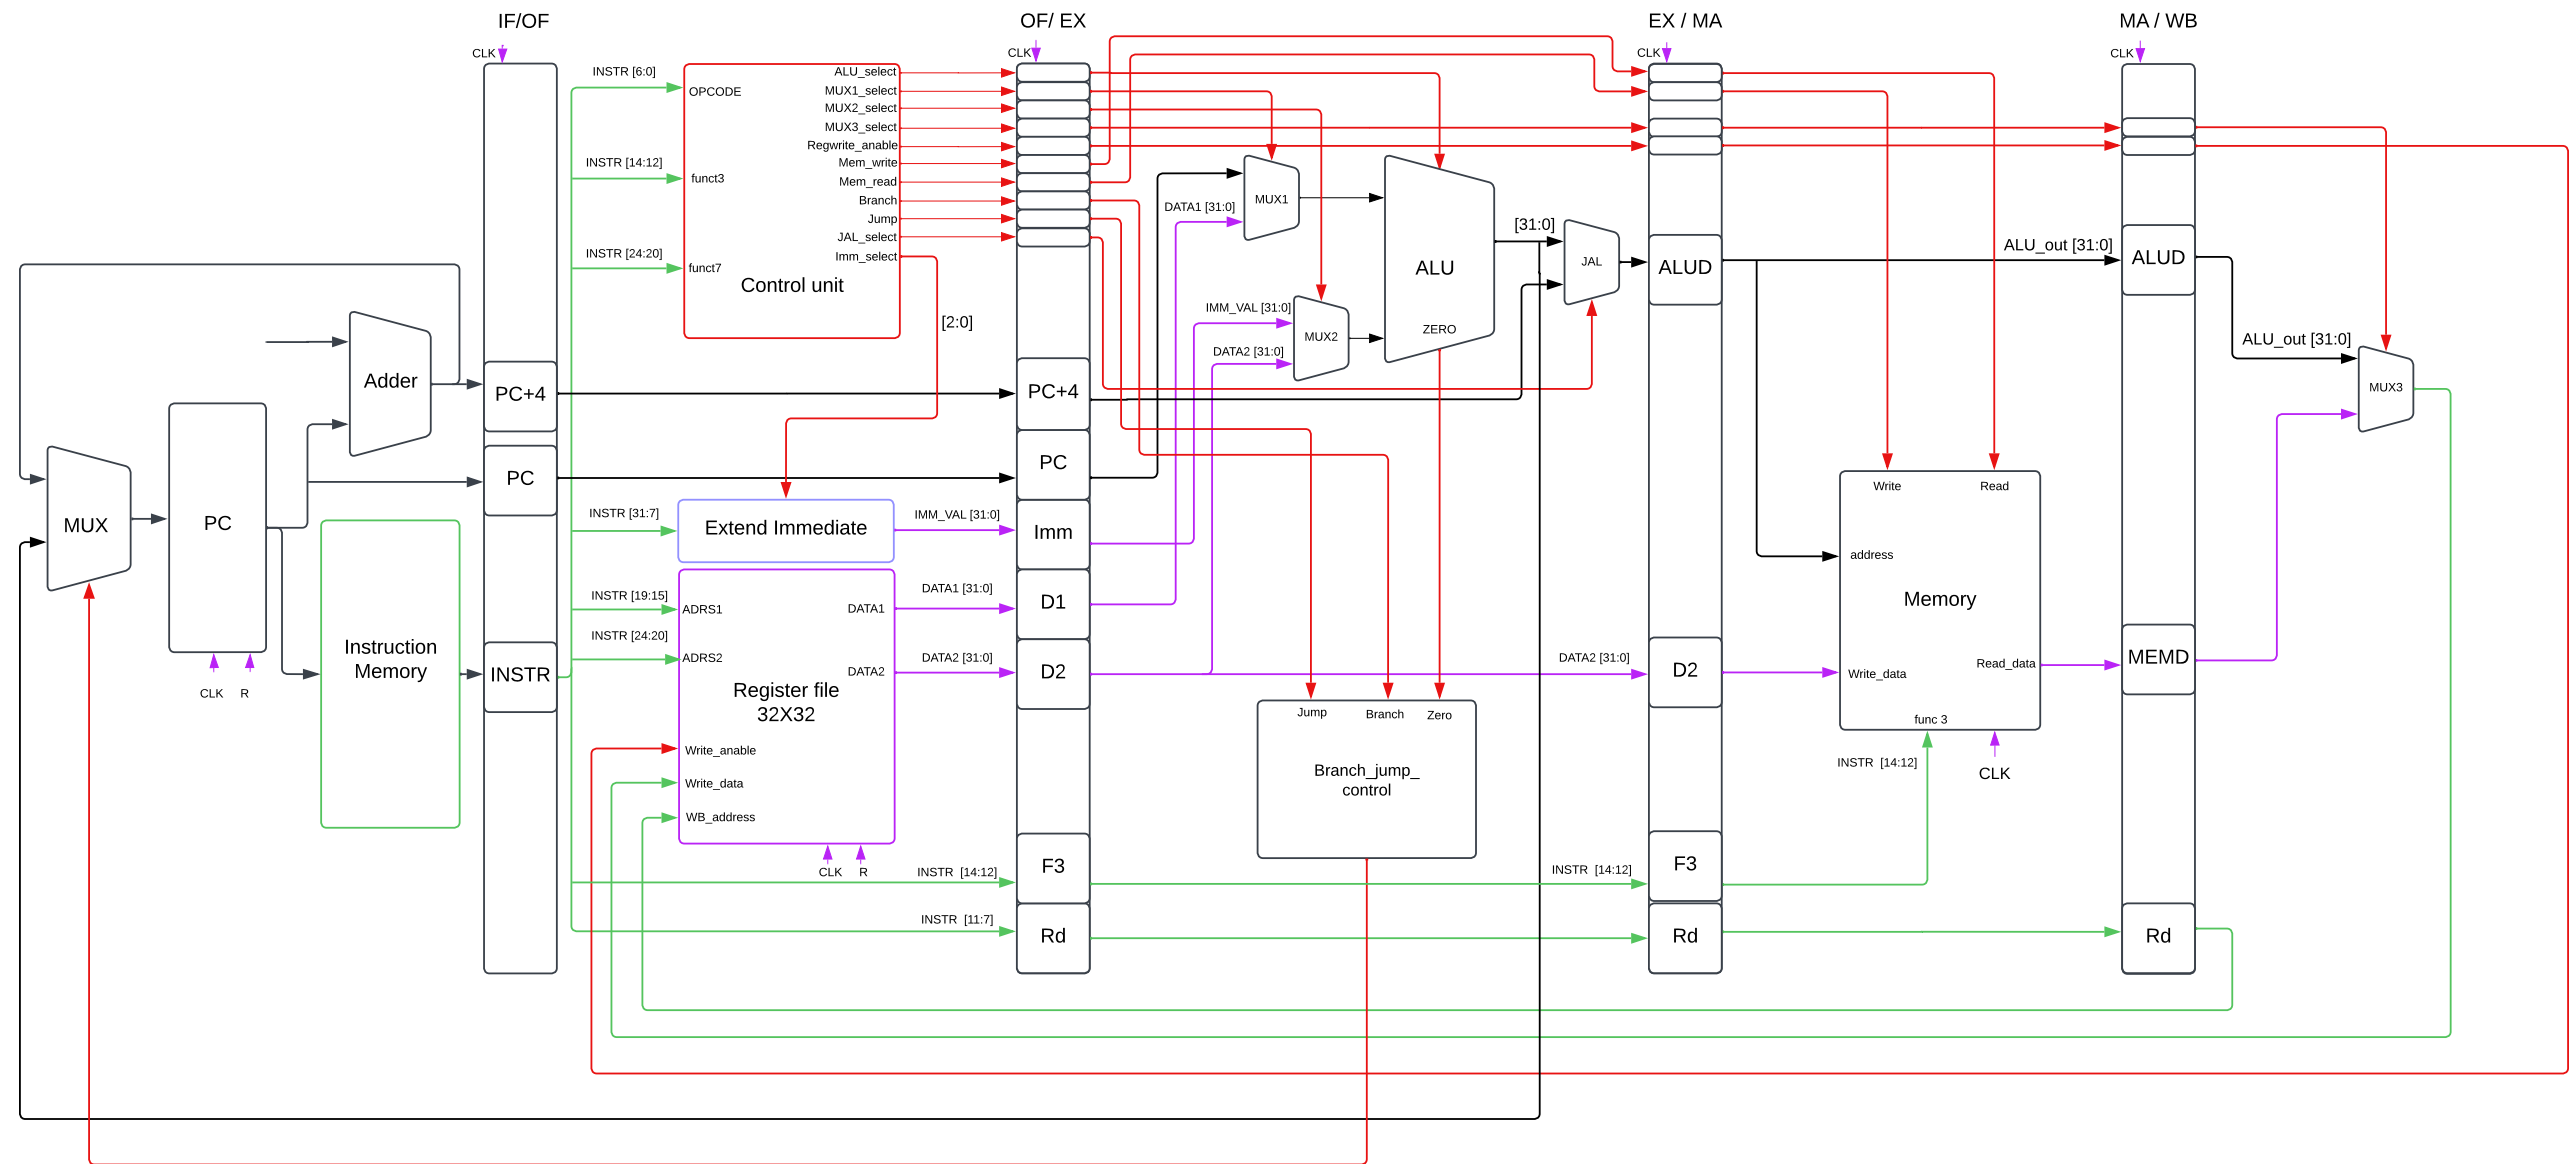 IF/OF
OF/ EX
EX / MA
MA / WB
CLK
CLK
CLK
CLK
INSTR [6:0]
OPCODE
INSTR [14:12]
funct3
INSTR [24:20]
funct7
Control unit
ALU_select
MUX1_select
MUX2_select
MUX3_select
Regwrite_anable
Mem_write
Mem_read
Branch
Jump
JAL_select
Imm_select
[2:0]
MUX
PC
CLK
R
Adder
Instruction
Memory
PC+4
PC
INSTR
INSTR [31:7]
Extend Immediate
IMM_VAL [31:0]
INSTR [19:15]
ADRS1
INSTR [24:20]
ADRS2
DATA1
DATA2
Register file
32X32
Write_anable
Write_data
WB_address
CLK
R
DATA1 [31:0]
DATA2 [31:0]
INSTR [14:12]
INSTR [11:7]
PC+4
PC
Imm
D1
D2
F3
Rd
DATA1 [31:0]
MUX1
IMM_VAL [31:0]
DATA2 [31:0]
MUX2
ALU
ZERO
[31:0]
JAL
Jump
Branch
Zero
Branch_jump_
control
DATA2 [31:0]
INSTR [14:12]
ALUD
D2
F3
Rd
ALU_out [31:0]
Write
Read
address
Memory
Read_data
Write_data
func 3
INSTR [14:12]
CLK
ALUD
MEMD
Rd
ALU_out [31:0]
MUX3